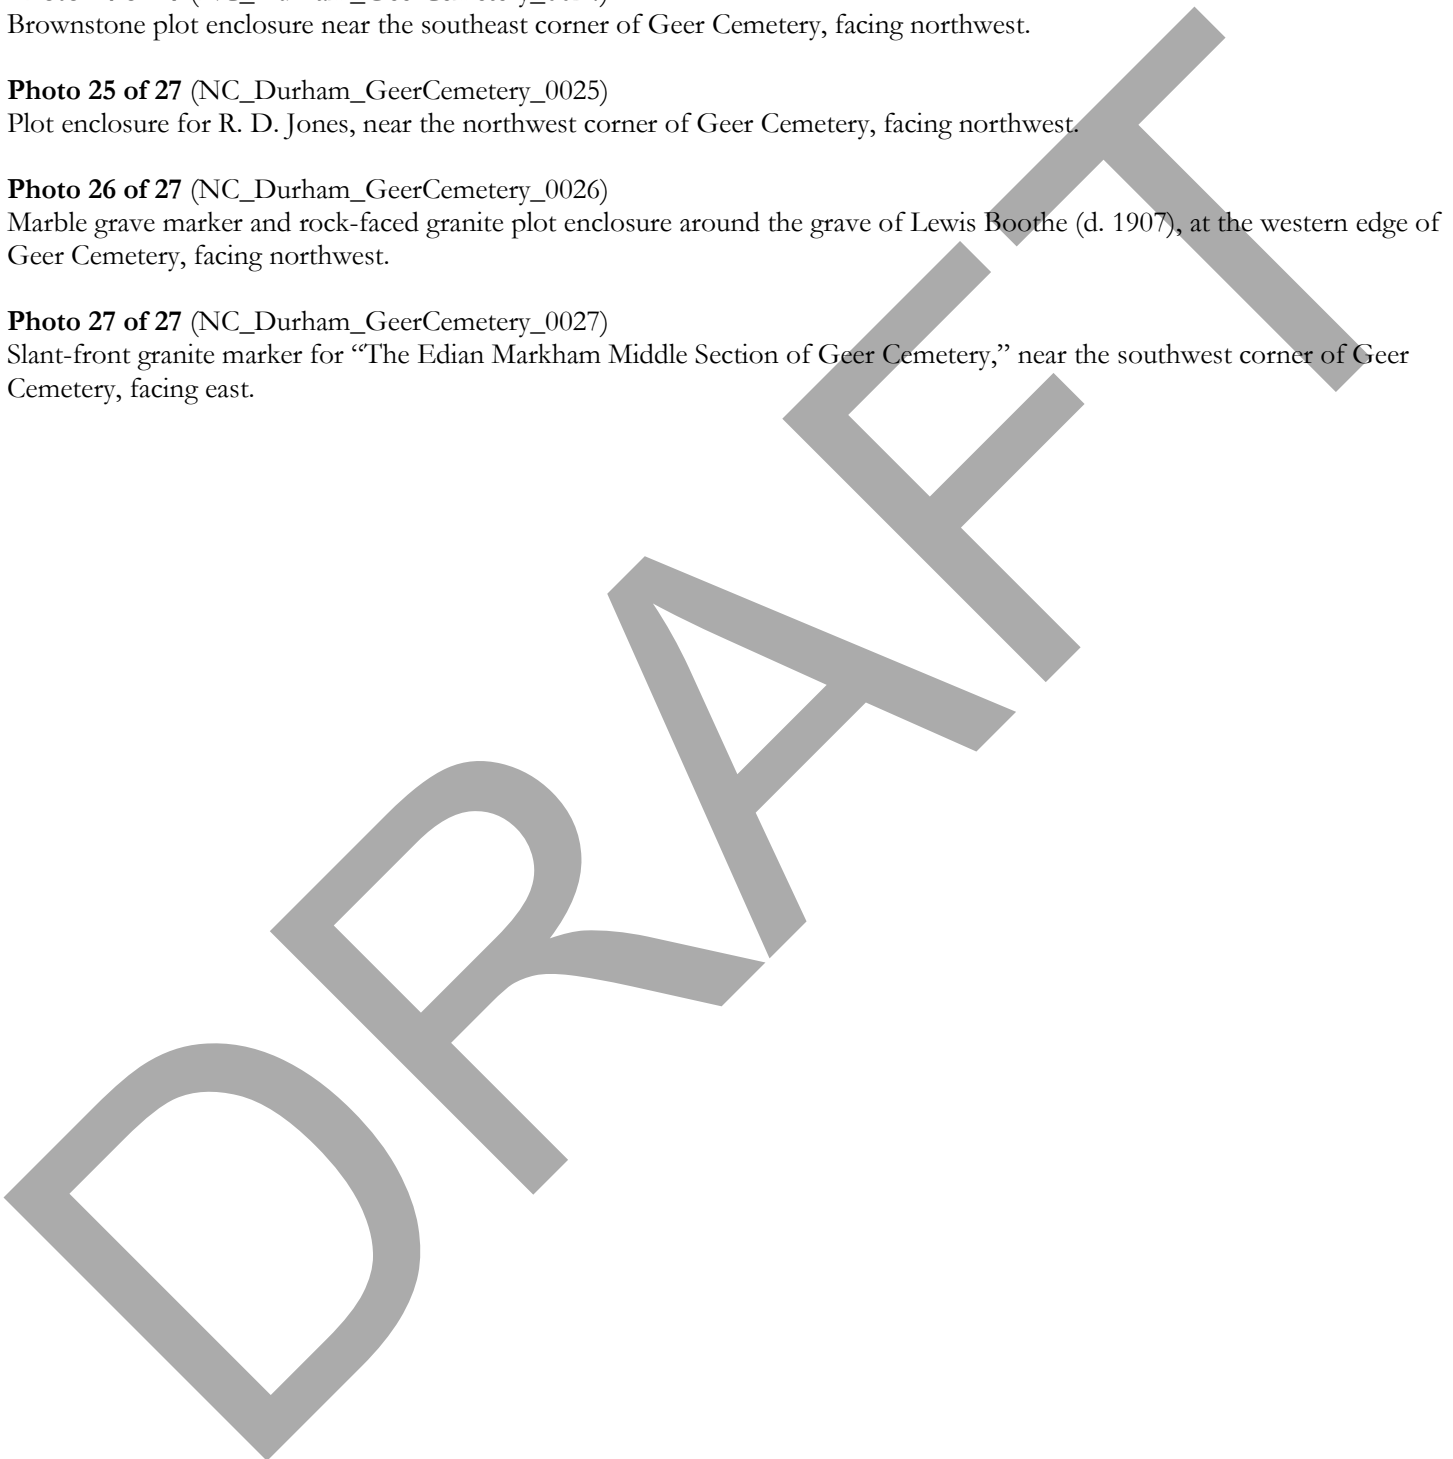 Brownstone plot enclosure near the southeast corner of Geer Cemetery, facing northwest.
Photo 25 of 27 (NC_Durham_GeerCemetery_0025)
Plot enclosure for R. D. Jones, near the northwest corner of Geer Cemetery, facing northwest.
Photo 26 of 27 (NC_Durham_GeerCemetery_0026)
Marble grave marker and rock-faced granite plot enclosure around the grave of Lewis Boothe (d. 1907), at the western edge of
Geer Cemetery, facing northwest.
Photo 27 of 27 (NC_Durham_GeerCemetery_0027)
Slant-front granite marker for “The Edian Markham Middle Section of Geer Cemetery,” near the southwest corner of Geer
Cemetery, facing east.
DRAFT